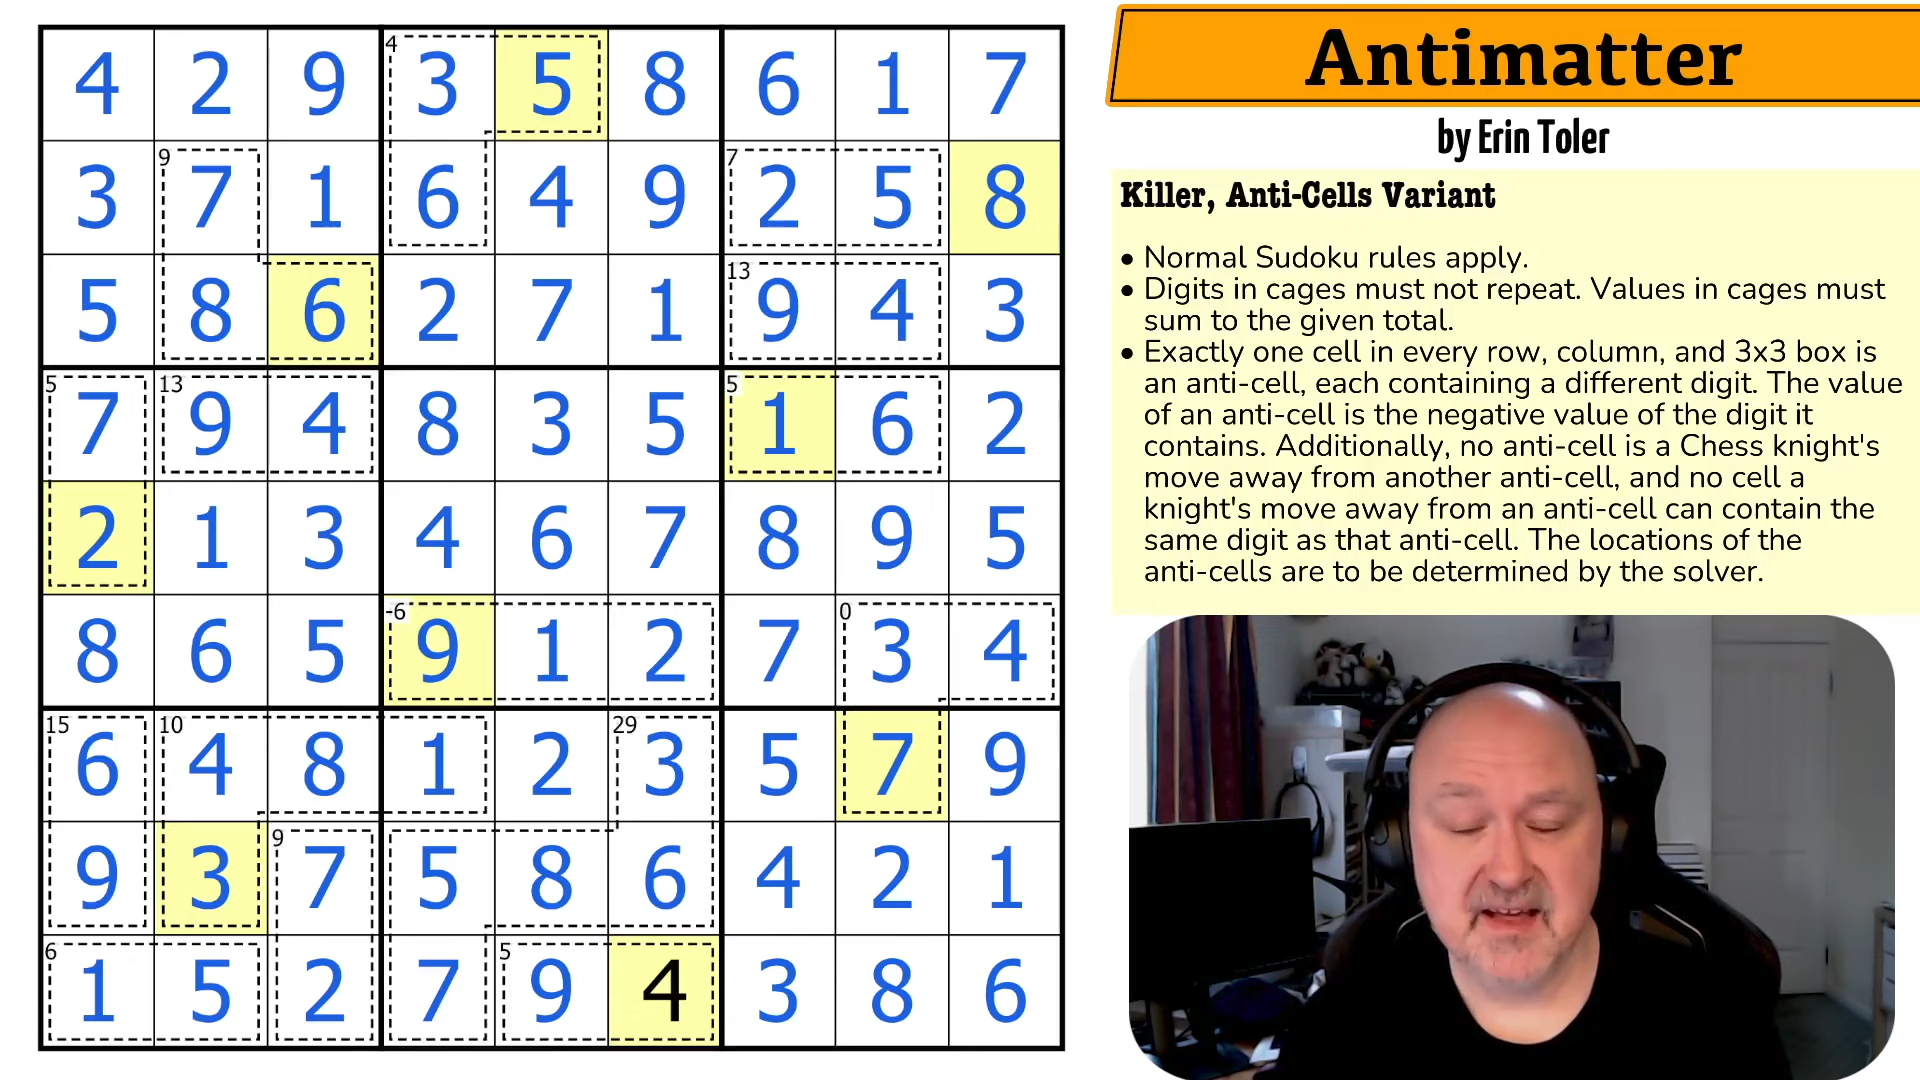 Antimatter
by Erin Toler
Killer, Anti-Cells Variant
• Normal Sudoku rules apply.
• Digits in cages must not repeat. Values in cages must
sum to the given total.
• Exactly one cell in every row, column, and 3x3 box is
an anti-cell, each containing a different digit. The value
of an anti-cell is the negative value of the digit it
contains. Additionally, no anti-cell is a Chess knight's
move away from another anti-cell, and no cell a
knight's move away from an anti-cell can contain the
same digit as that anti-cell. The locations of the
anti-cells are to be determined by the solver.
4
4 2 9 3 5 8 6 1 7
9 7
3 7 1 6 4 9 2 5 8
13
5 8 6 2 7 1 9 4 3
5 13 5
7 9 4 8 3 5 1 6 2
2 1 3 4 6 7 8 9 5
-6 0
8 6 5 9 1 2 7 3 4
15 10 29
6 4 8 1 2 3 5 7 9
9
9 3 7 5 8 6 4 2 1
6 5
1 5 2 7 9 4 3 8 6